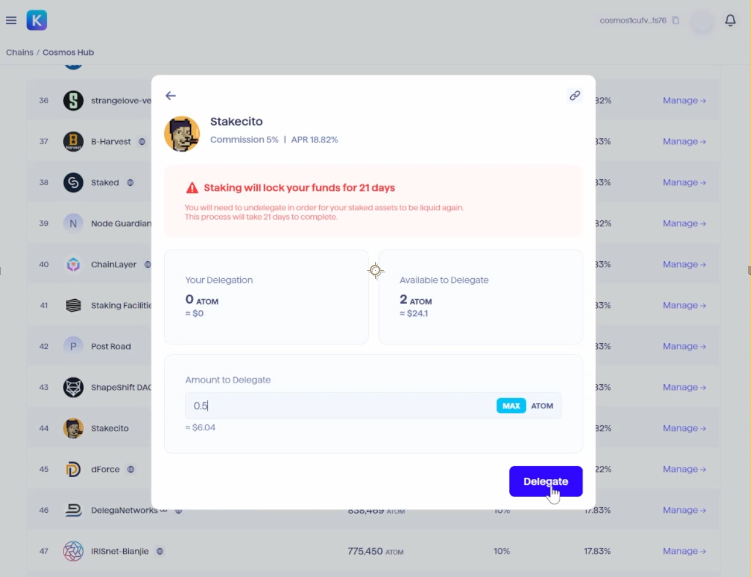 K
cosmos1cu1v...fs76
Chains / Cosmos Hub
Stakecito
Commission 5% | APR 18.82%
Staking will lock your funds for 21 days
You will need to undelegate in order for your staked assets to be liquid again.
This process will take 21 days to complete.
Your Delegation
0 ATOM
≈ $0
Available to Delegate
2 ATOM
≈ $24.1
Amount to Delegate
0.5
MAX ATOM
≈ $6.04
Delegate
36 strangelove-ve 82% Manage →
37 B-Harvest 83% Manage →
38 Staked 83% Manage →
39 N Node Guardian 82% Manage →
40 ChainLayer 83% Manage →
41 Staking Facilitie 83% Manage →
42 P Post Road 83% Manage →
43 ShapeShift DAO 83% Manage →
44 Stakecito 82% Manage →
45 dForce 22% Manage →
46 DelegaNetworks 838,469 ATOM 10% 17.83% Manage →
47 IRISnet-Bianjie 775,450 ATOM 10% 17.83% Manage →